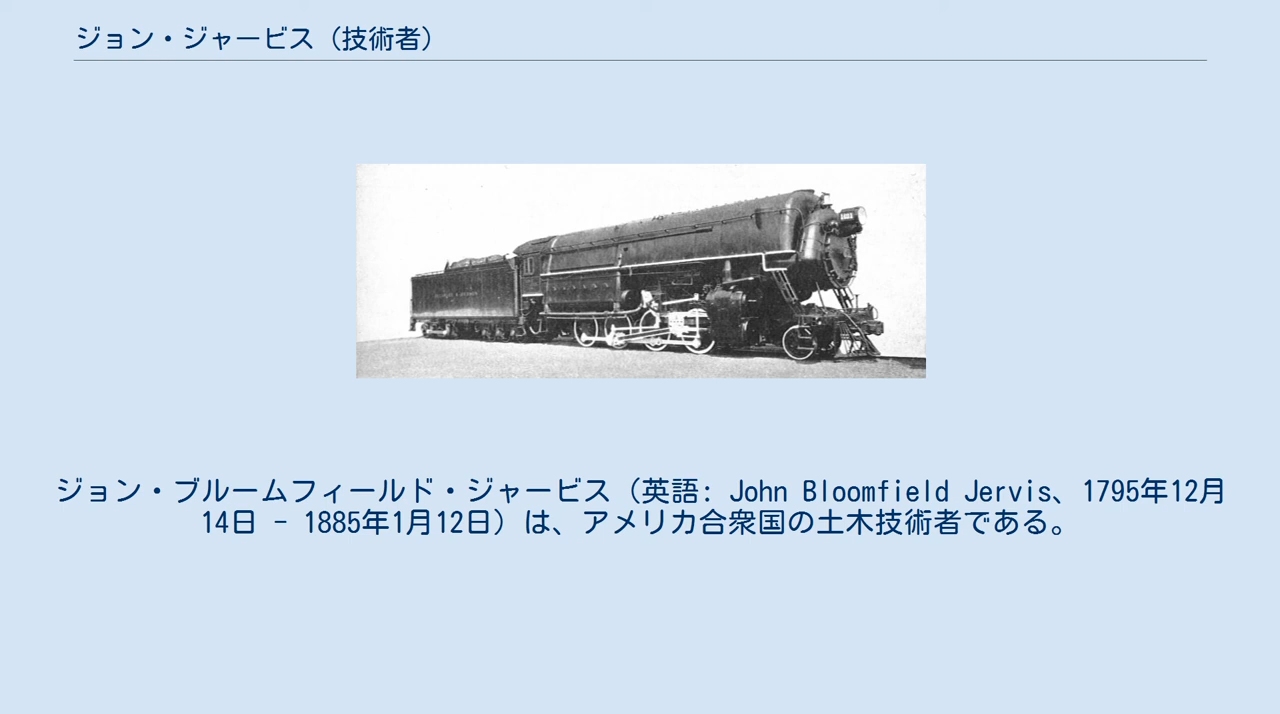 ジョン・ジャービス（技術者）
ジョン・ブルームフィールド・ジャービス（英語: John Bloomfield Jervis、1795年12月
14日 - 1885年1月12日）は、アメリカ合衆国の土木技術者である。